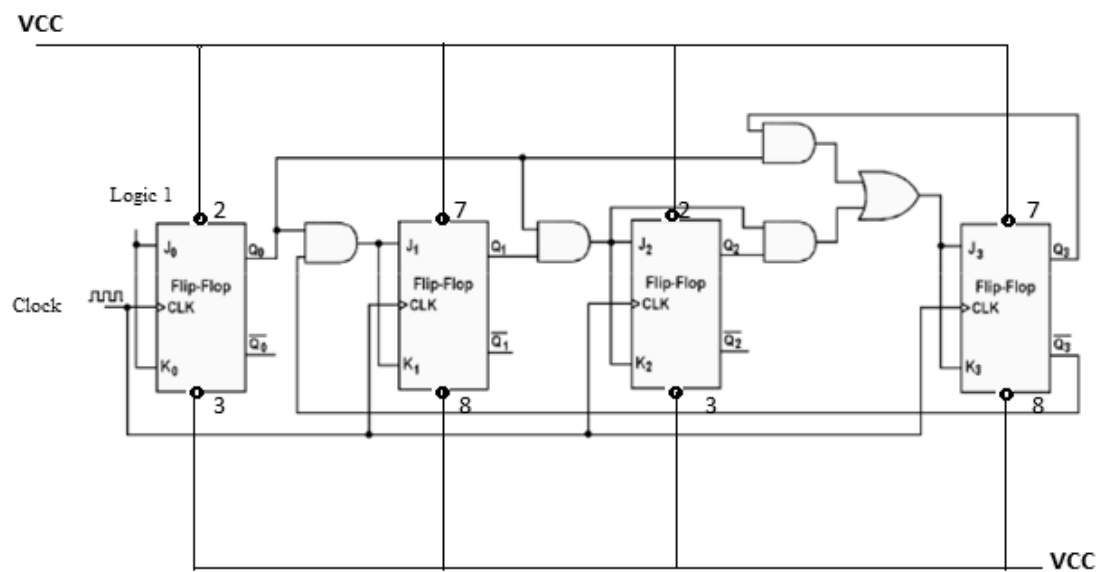 VCC
Logic 1
2
7
2
7
J₀
Q₀
J₁
Q₁
J₂
Q₂
J₃
Q₃
Flip-Flop
Flip-Flop
Flip-Flop
Flip-Flop
Clock
CLK
CLK
CLK
CLK
K₀
Q̅₀
K₁
Q̅₁
K₂
Q̅₂
K₃
Q̅₃
3
8
3
8
VCC